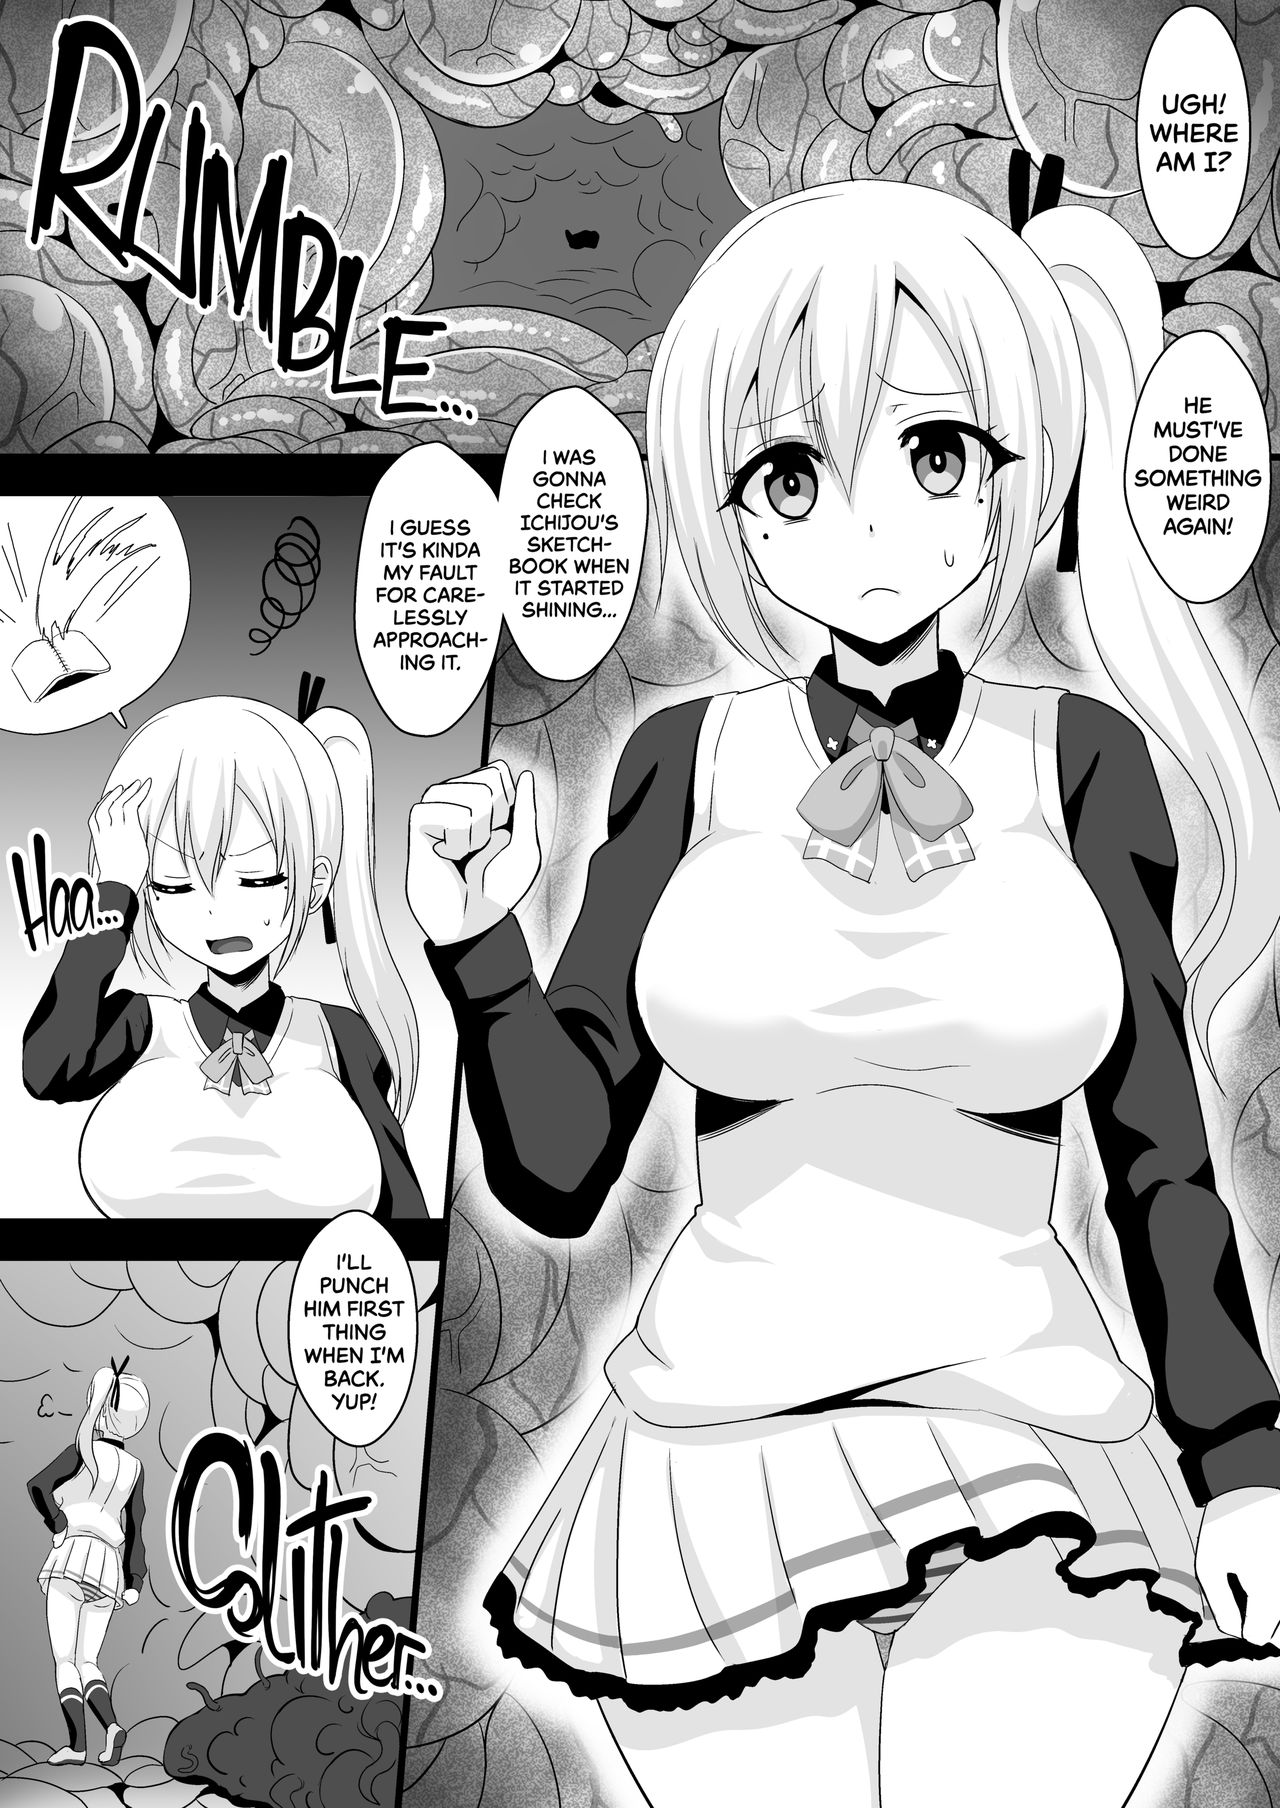 UGH!
WHERE
AM I?
RUMBLE...
HE
MUST'VE
DONE
SOMETHING
WEIRD
AGAIN!
I WAS
GONNA
CHECK
ICHIJOU'S
SKETCH-
BOOK WHEN
IT STARTED
SHINING...
I GUESS
IT'S KINDA
MY FAULT
FOR CARE-
LESSLY
APPROACH-
ING IT.
HAA...
I'LL
PUNCH
HIM FIRST
THING
WHEN I'M
BACK.
YUP!
Slither...